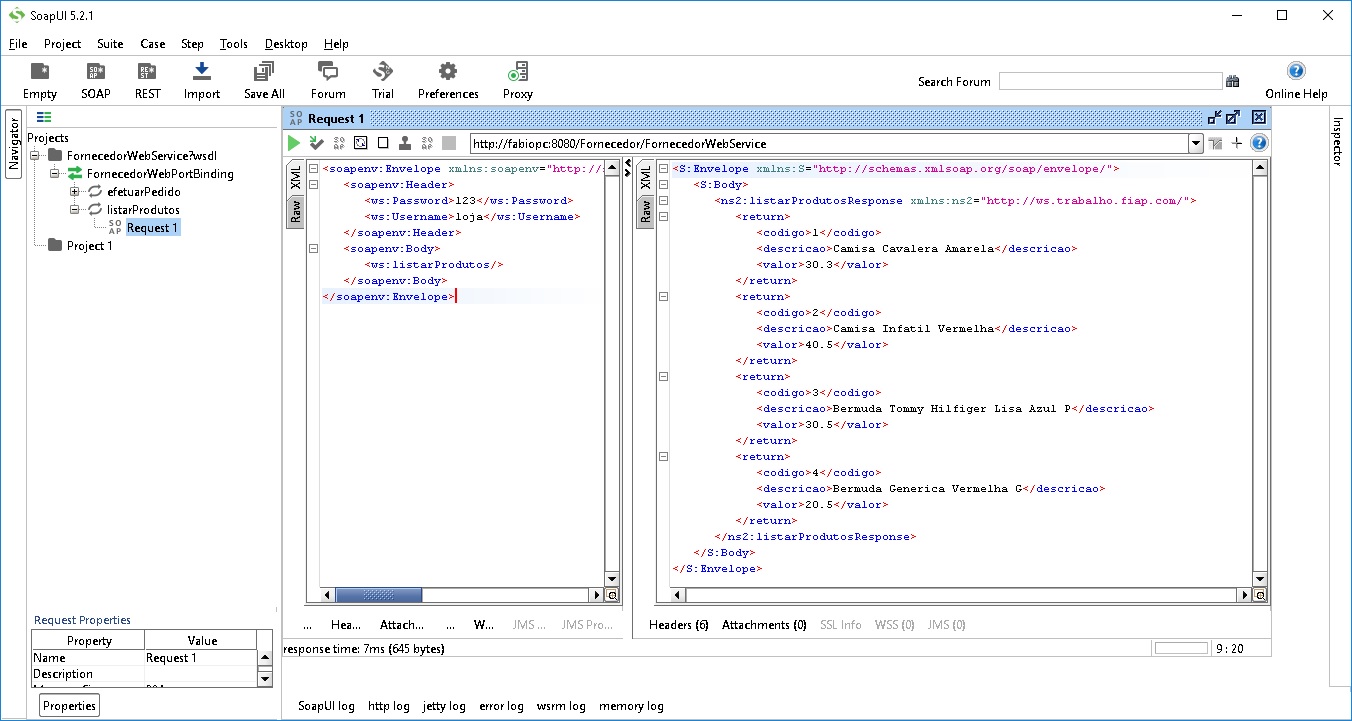 SoapUI 5.2.1
File Project Suite Case Step Tools Desktop Help
Empty SOAP REST Import Save All Forum Trial Preferences Proxy
Search Forum
Online Help
Navigator
Projects
FornecedorWebService?wsdl
FornecedorWebPortBinding
efetuarPedido
listarProdutos
SO
AP
Request 1
Project 1
Request Properties
Property Value
Name Request 1
Description
Properties
SO
AP
Request 1
http://fabiopc:8080/Fornecedor/FornecedorWebService
XML
Raw
<soapenv:Envelope xmlns:soapenv="http://
<soapenv:Header>
<ws:Password>123</ws:Password>
<ws:Username>loja</ws:Username>
</soapenv:Header>
<soapenv:Body>
<ws:listarProdutos/>
</soapenv:Body>
</soapenv:Envelope>
... Hea... Attach... ... W... JMS ... JMS Pro...
XML
Raw
<S:Envelope xmlns:S="http://schemas.xmlsoap.org/soap/envelope/">
<S:Body>
<ns2:listarProdutosResponse xmlns:ns2="http://ws.trabalho.fiap.com/">
<return>
<codigo>1</codigo>
<descricao>Camisa Cavalera Amarela</descricao>
<valor>30.3</valor>
</return>
<return>
<codigo>2</codigo>
<descricao>Camisa Infatil Vermelha</descricao>
<valor>40.5</valor>
</return>
<return>
<codigo>3</codigo>
<descricao>Bermuda Tommy Hilfiger Lisa Azul P</descricao>
<valor>30.5</valor>
</return>
<return>
<codigo>4</codigo>
<descricao>Bermuda Generica Vermelha G</descricao>
<valor>20.5</valor>
</return>
</ns2:listarProdutosResponse>
</S:Body>
</S:Envelope>
Headers (6) Attachments (0) SSL Info WSS (0) JMS (0)
response time: 7ms (645 bytes)
9 : 20
Inspector
SoapUI log http log jetty log error log wsrm log memory log